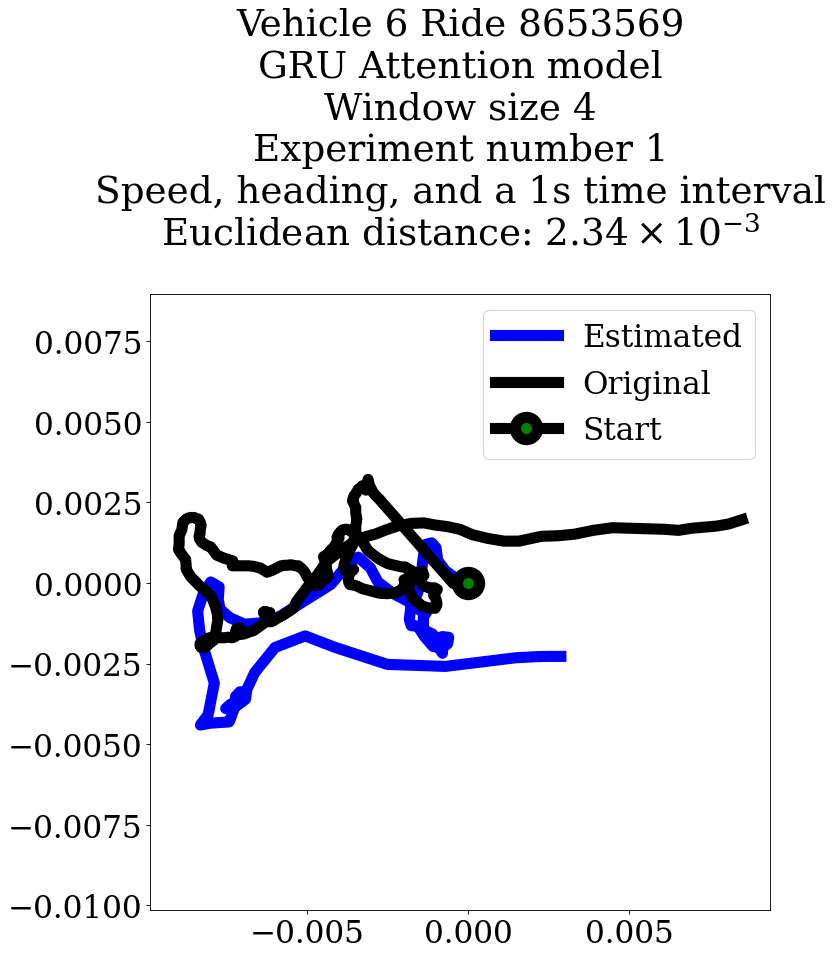 Vehicle 6 Ride 8653569
GRU Attention model
Window size 4
Experiment number 1
Speed, heading, and a 1s time interval
Euclidean distance: 2.34 × 10⁻³
Estimated
Original
Start
0.0075
0.0050
0.0025
0.0000
−0.0025
−0.0050
−0.0075
−0.0100
−0.005
0.000
0.005